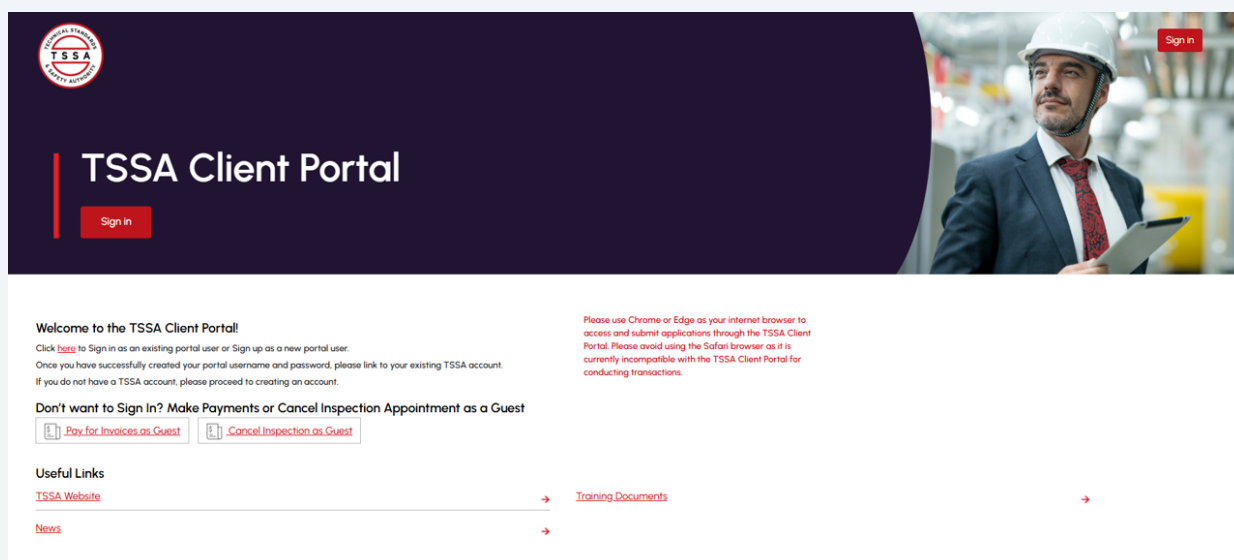 TECHNICAL STANDARDS
TSSA
& SAFETY AUTHORITY
Sign in
TSSA Client Portal
Sign in
Welcome to the TSSA Client Portal!
Click here to Sign in as an existing portal user or Sign up as a new portal user.
Once you have successfully created your portal username and password, please link to your existing TSSA account.
If you do not have a TSSA account, please proceed to creating an account.
Please use Chrome or Edge as your internet browser to
access and submit applications through the TSSA Client
Portal. Please avoid using the Safari browser as it is
currently incompatible with the TSSA Client Portal for
conducting transactions.
Don't want to Sign In? Make Payments or Cancel Inspection Appointment as a Guest
Pay for Invoices as Guest
Cancel Inspection as Guest
Useful Links
TSSA Website
Training Documents
News